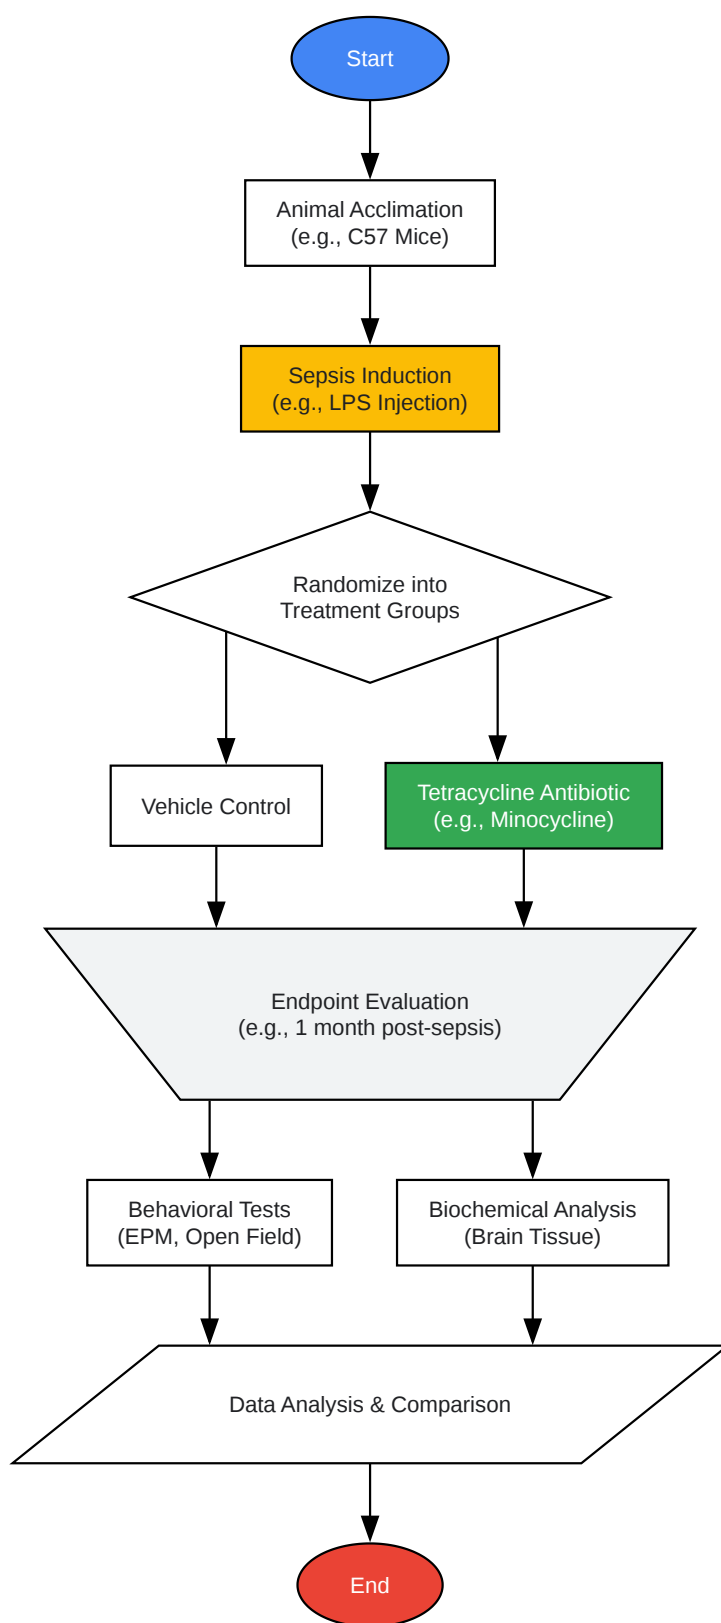 Start
Animal Acclimation
(e.g., C57 Mice)
Sepsis Induction
(e.g., LPS Injection)
Randomize into
Treatment Groups
Vehicle Control
Tetracycline Antibiotic
(e.g., Minocycline)
Endpoint Evaluation
(e.g., 1 month post-sepsis)
Behavioral Tests
(EPM, Open Field)
Biochemical Analysis
(Brain Tissue)
Data Analysis & Comparison
End